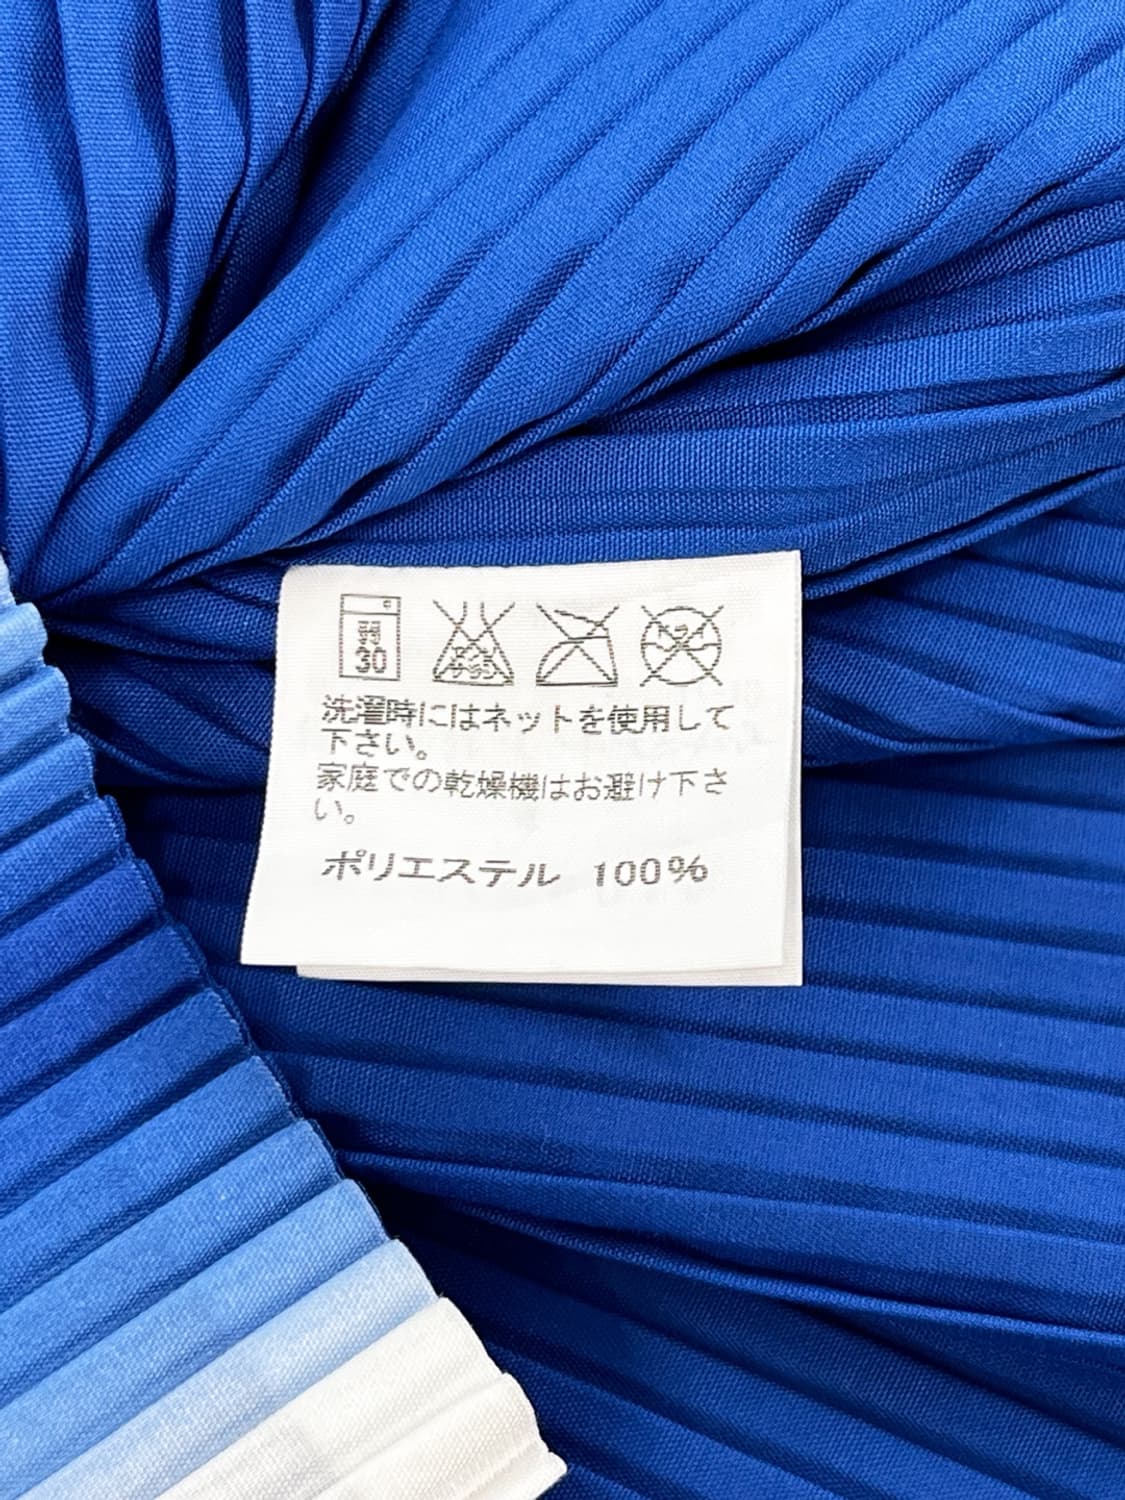 弱
30
洗濯時にはネットを使用して
下さい。
家庭での乾燥機はお避け下さ
い。
ポリエステル 100%